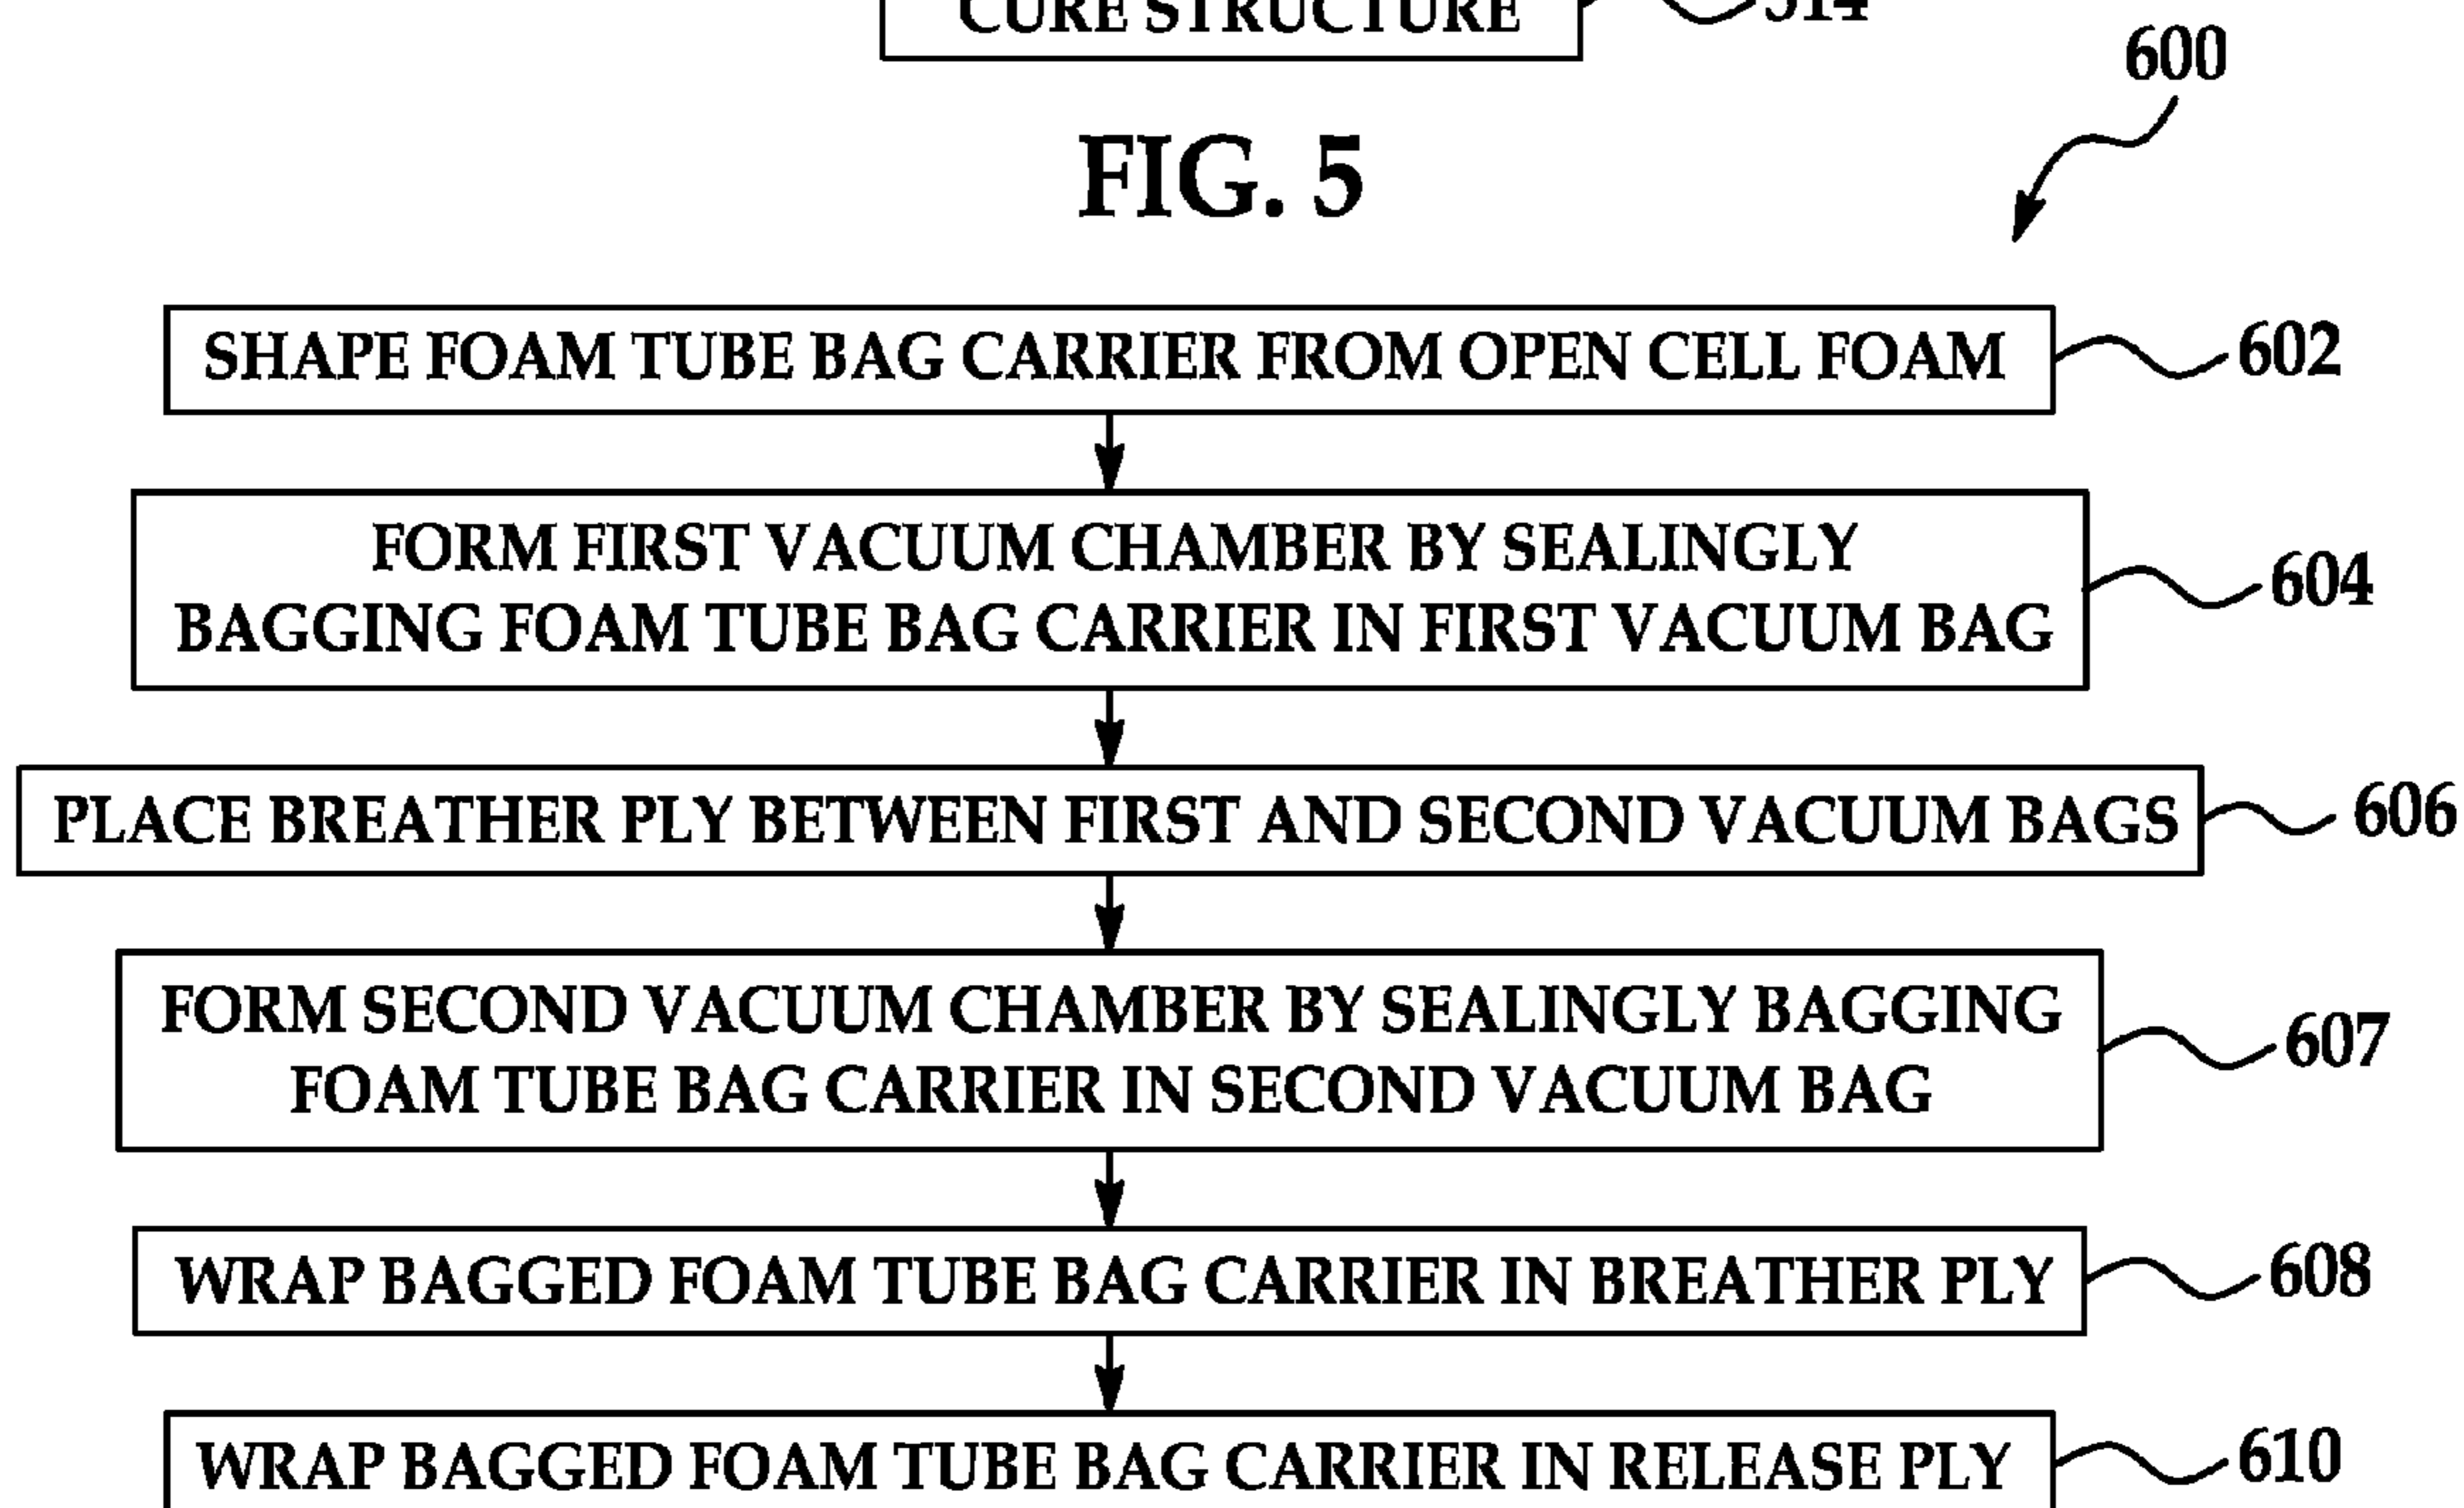 CURE STRUCTURE 514
600
FIG. 5
SHAPE FOAM TUBE BAG CARRIER FROM OPEN CELL FOAM 602
FORM FIRST VACUUM CHAMBER BY SEALINGLY
BAGGING FOAM TUBE BAG CARRIER IN FIRST VACUUM BAG 604
PLACE BREATHER PLY BETWEEN FIRST AND SECOND VACUUM BAGS 606
FORM SECOND VACUUM CHAMBER BY SEALINGLY BAGGING
FOAM TUBE BAG CARRIER IN SECOND VACUUM BAG 607
WRAP BAGGED FOAM TUBE BAG CARRIER IN BREATHER PLY 608
WRAP BAGGED FOAM TUBE BAG CARRIER IN RELEASE PLY 610